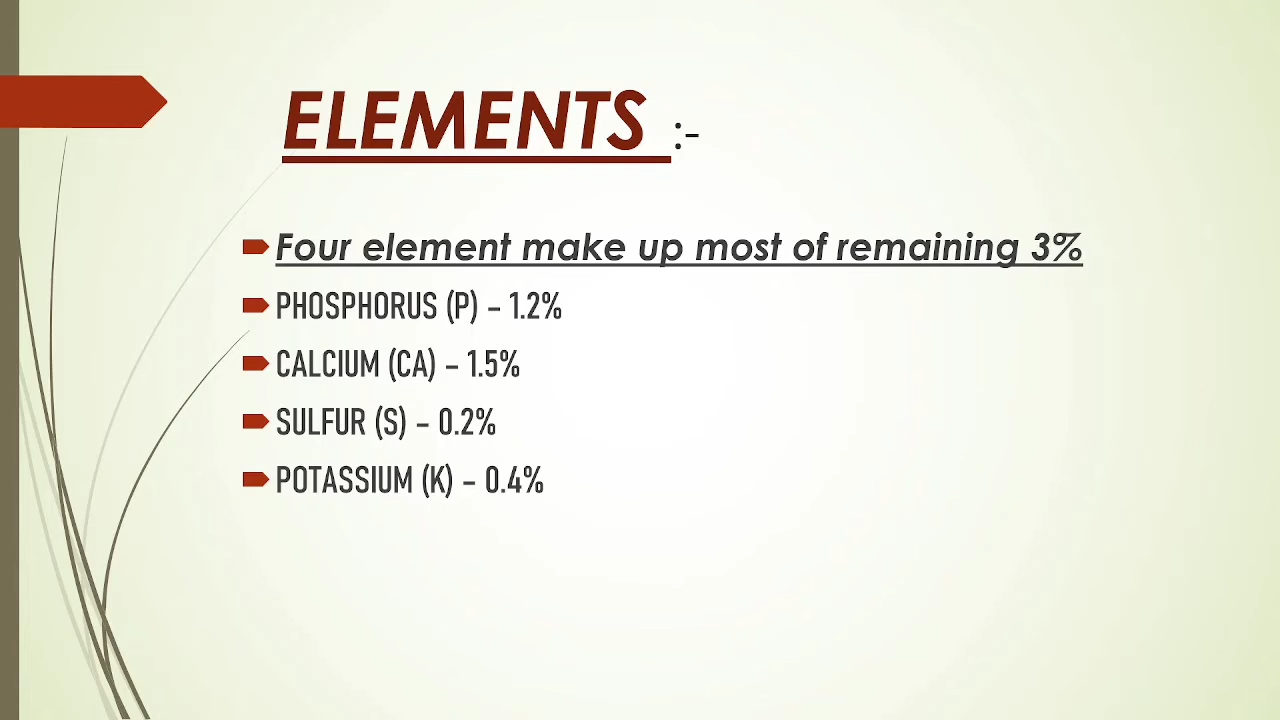 ELEMENTS :-
Four element make up most of remaining 3%
PHOSPHORUS (P) – 1.2%
CALCIUM (CA) – 1.5%
SULFUR (S) – 0.2%
POTASSIUM (K) – 0.4%